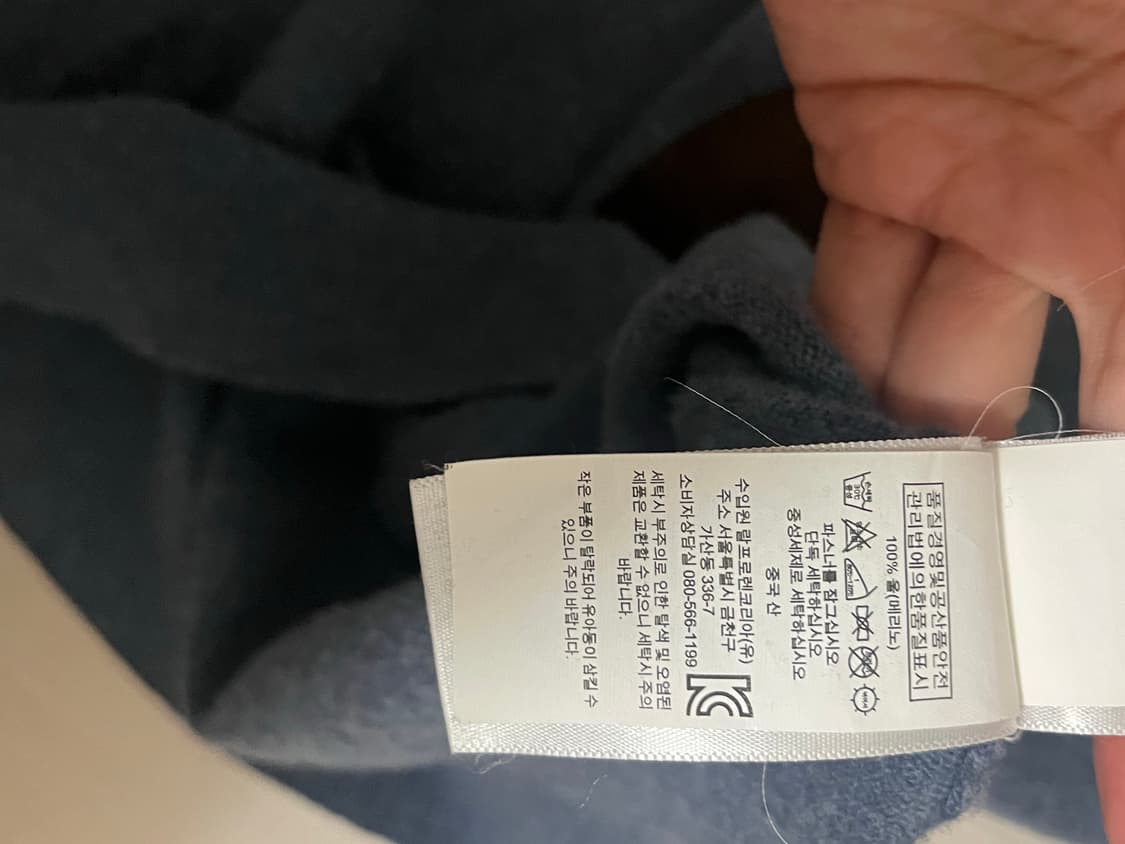 품질경영및공산품안전
관리법에의한품질표시
100% 울(메리노)
손세탁
30℃
중성
파스너를 잠그십시오
단독 세탁하십시오
중성세제로 세탁하십시오
중국 산
수입원 랄프로렌코리아(유)
주소 서울특별시 금천구
가산동 336-7
소비자상담실 080-566-1199
세탁시 부주의로 인한 탈색 및 오염된
제품은 교환할 수 없으니 세탁시 주의
바랍니다.
작은 부품이 탈락되어 유아동이 삼킬 수
있으니 주의 바랍니다.